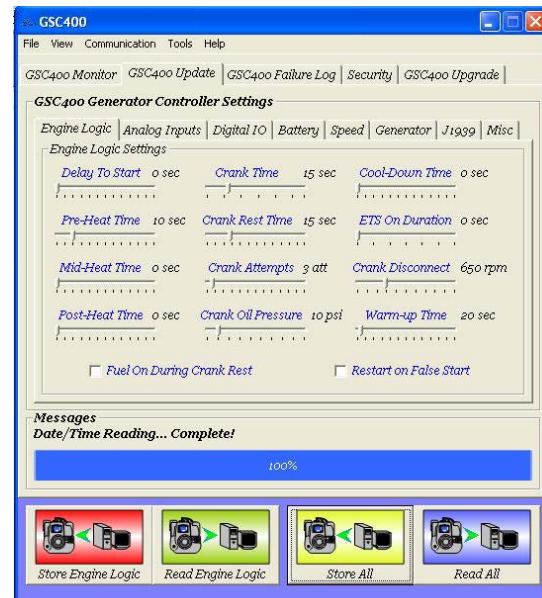 GSC400
File View Communication Tools Help
GSC400 Monitor GSC400 Update GSC400 Failure Log Security GSC400 Upgrade
GSC400 Generator Controller Settings
Engine Logic Analog Inputs Digital IO Battery Speed Generator J1939 Misc
Engine Logic Settings
Delay To Start 0 sec Crank Time 15 sec Cool-Down Time 0 sec
Pre-Heat Time 10 sec Crank Rest Time 15 sec ETS On Duration 0 sec
Mid-Heat Time 0 sec Crank Attempts 3 att Crank Disconnect 650 rpm
Post-Heat Time 0 sec Crank Oil Pressure 10 psi Warm-up Time 20 sec
Fuel On During Crank Rest Restart on False Start
Messages
Date/Time Reading... Complete!
100%
Store Engine Logic Read Engine Logic Store All Read All